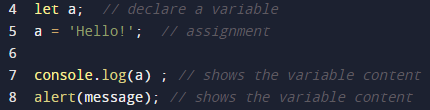 4 let a; // declare a variable
5 a = 'Hello!'; // assignment
6
7 console.log(a) ; // shows the variable content
8 alert(message); // shows the variable content